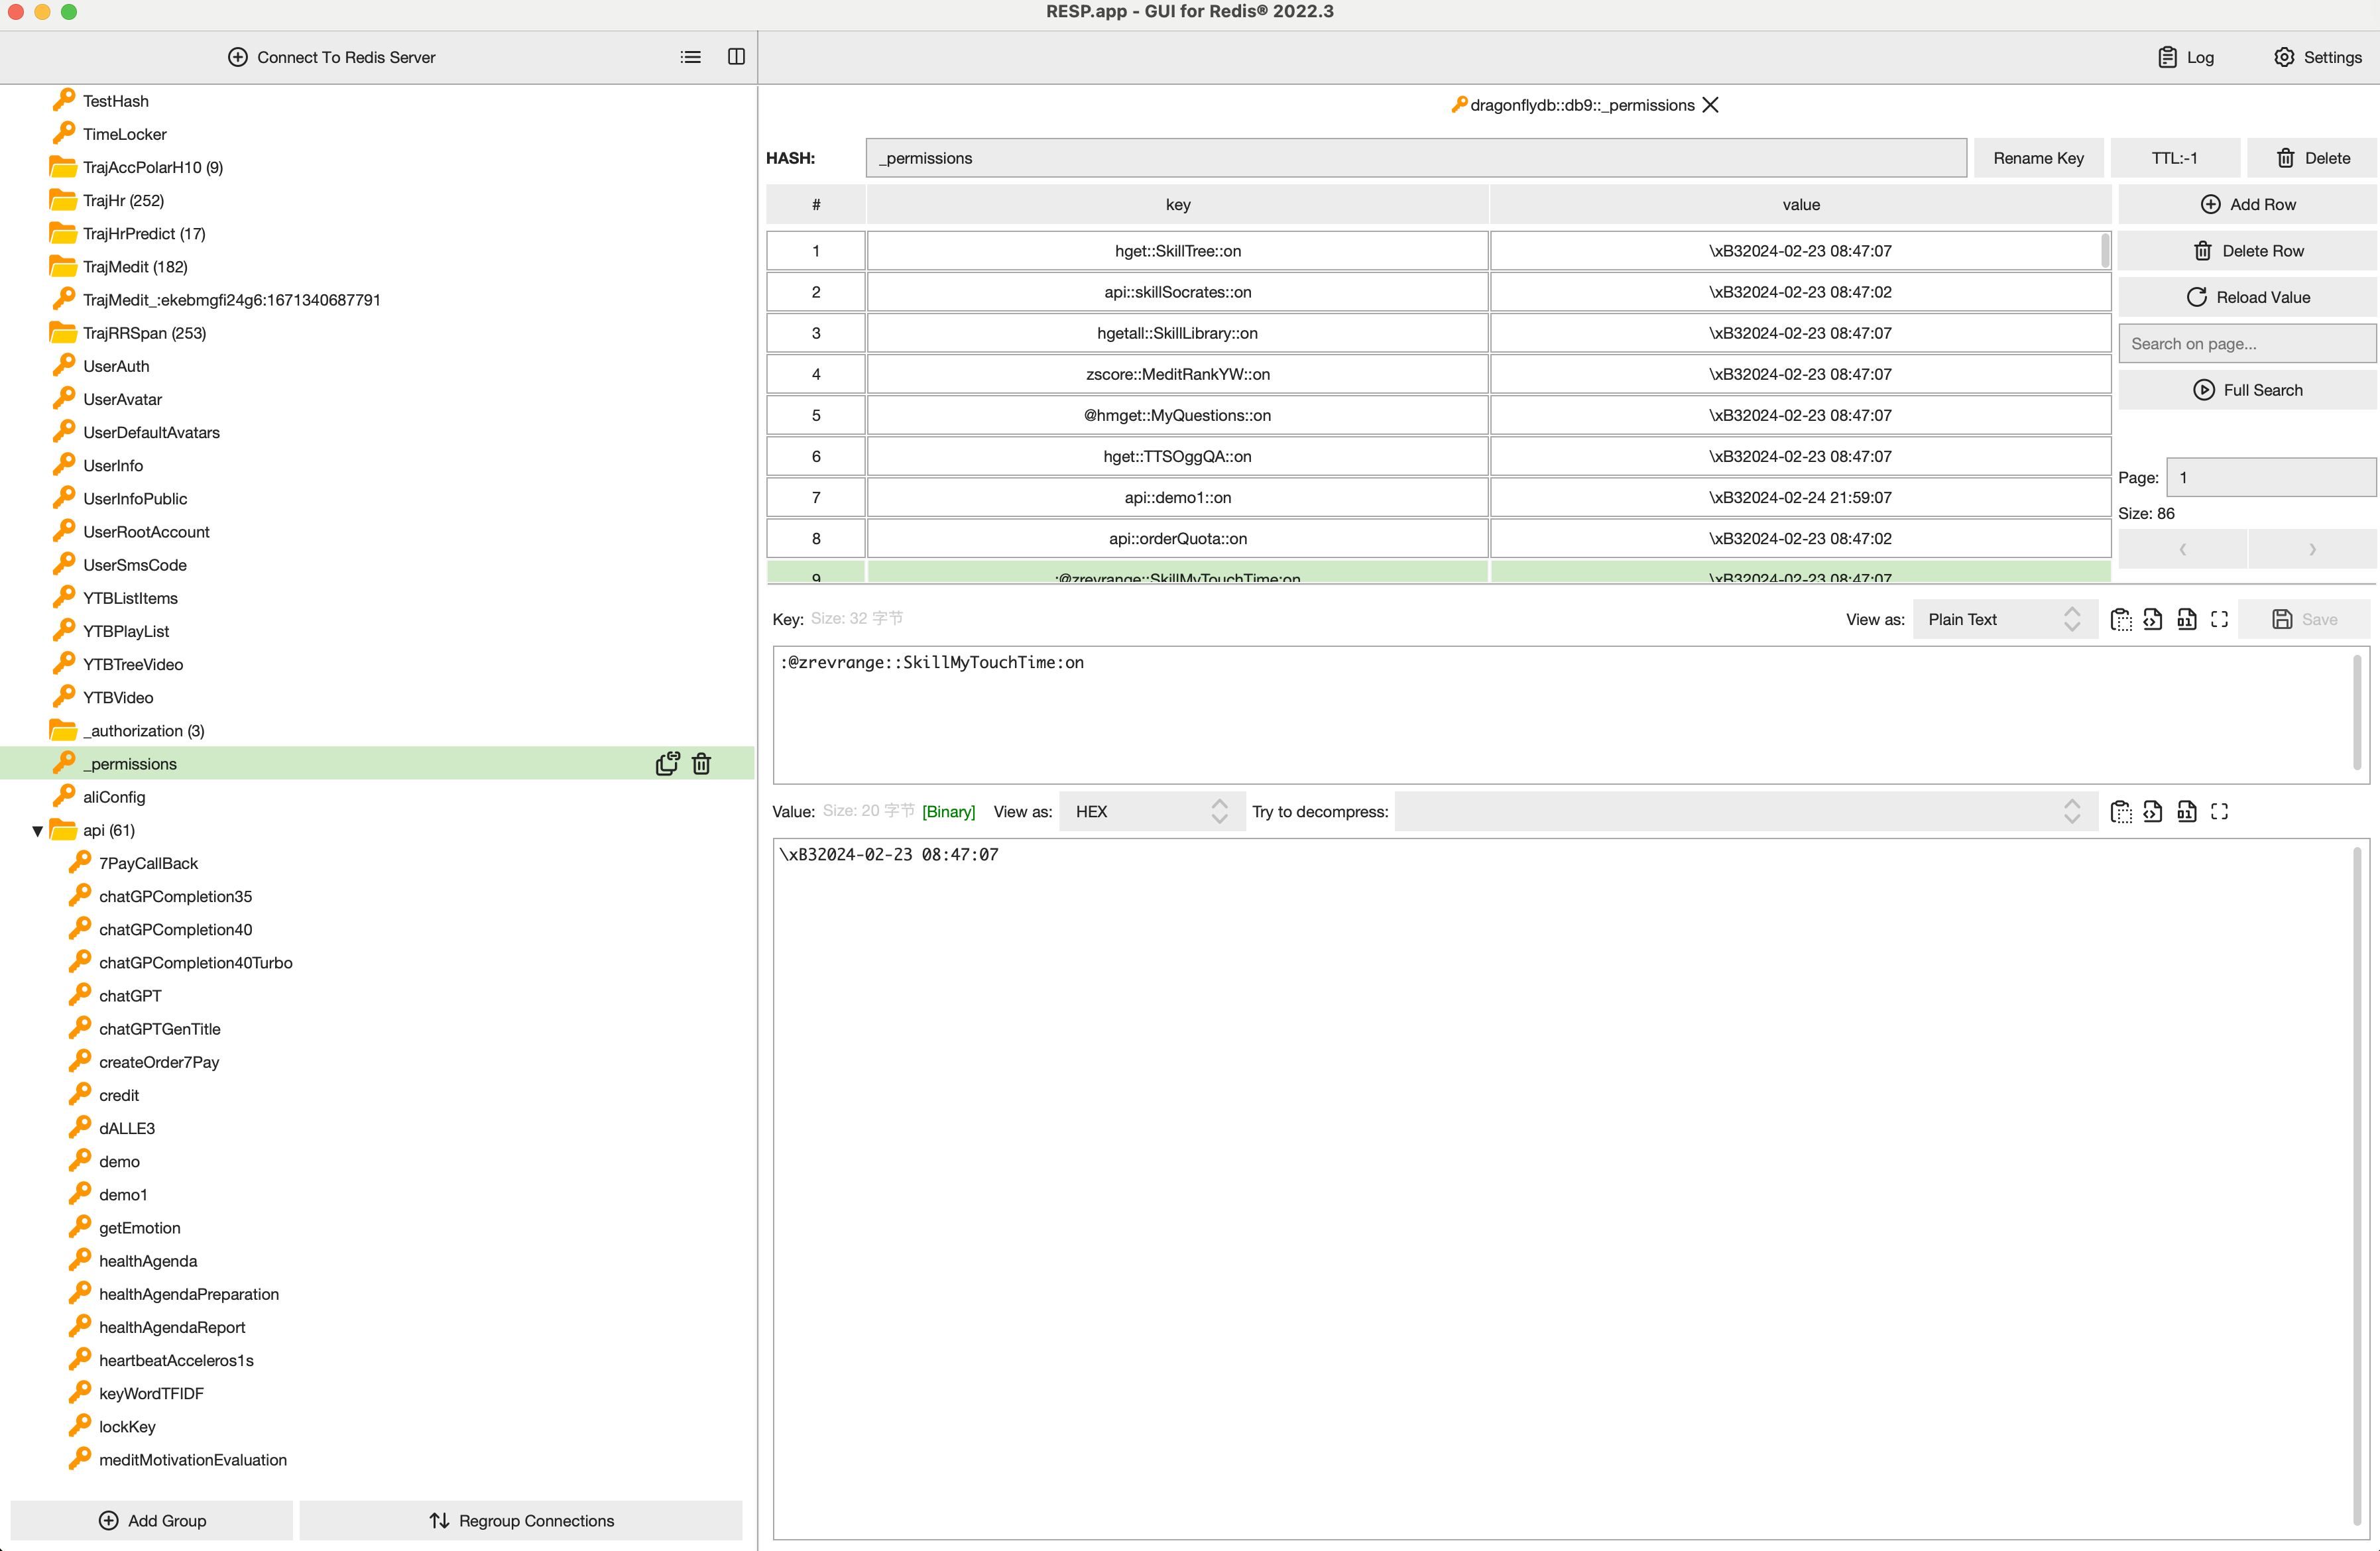 RESP.app - GUI for Redis® 2022.3
Connect To Redis Server
Log
Settings
TestHash
TimeLocker
TrajAccPolarH10 (9)
TrajHr (252)
TrajHrPredict (17)
TrajMedit (182)
TrajMedit_:ekebmgfi24g6:1671340687791
TrajRRSpan (253)
UserAuth
UserAvatar
UserDefaultAvatars
UserInfo
UserInfoPublic
UserRootAccount
UserSmsCode
YTBListItems
YTBPlayList
YTBTreeVideo
YTBVideo
_authorization (3)
_permissions
aliConfig
api (61)
7PayCallBack
chatGPCompletion35
chatGPCompletion40
chatGPCompletion40Turbo
chatGPT
chatGPTGenTitle
createOrder7Pay
credit
dALLE3
demo
demo1
getEmotion
healthAgenda
healthAgendaPreparation
healthAgendaReport
heartbeatAcceleros1s
keyWordTFIDF
lockKey
meditMotivationEvaluation
Add Group
Regroup Connections
dragonflydb::db9::_permissions
HASH: _permissions Rename Key TTL:-1 Delete
# key value Add Row
1 hget::SkillTree::on \xB32024-02-23 08:47:07 Delete Row
2 api::skillSocrates::on \xB32024-02-23 08:47:02 Reload Value
3 hgetall::SkillLibrary::on \xB32024-02-23 08:47:07 Search on page...
4 zscore::MeditRankYW::on \xB32024-02-23 08:47:07 Full Search
5 @hmget::MyQuestions::on \xB32024-02-23 08:47:07
6 hget::TTSOggQA::on \xB32024-02-23 08:47:07 Page: 1
7 api::demo1::on \xB32024-02-24 21:59:07 Size: 86
8 api::orderQuota::on \xB32024-02-23 08:47:02
9 :@zrevrange::SkillMyTouchTime:on \xB32024-02-23 08:47:07
Key: Size: 32 字节 View as: Plain Text Save
:@zrevrange::SkillMyTouchTime:on
Value: Size: 20 字节 [Binary] View as: HEX Try to decompress:
\xB32024-02-23 08:47:07